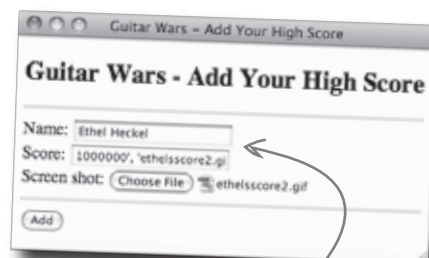 Guitar Wars – Add Your High Score
Guitar Wars - Add Your High Score
Name: Ethel Heckel
Score: 1000000', 'ethelsscore2.gi
Screen shot: Choose File ethelsscore2.gif
Add